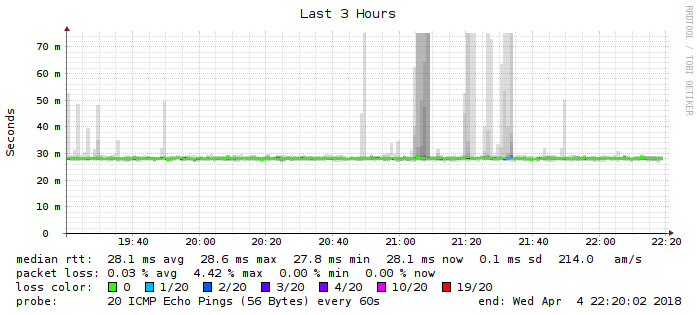 Last 3 Hours
RRDTOOL / TOBI OETIKER
Seconds
70 m
60 m
50 m
40 m
30 m
20 m
10 m
0
19:40 20:00 20:20 20:40 21:00 21:20 21:40 22:00 22:20
median rtt: 28.1 ms avg 28.6 ms max 27.8 ms min 28.1 ms now 0.1 ms sd 214.0 am/s
packet loss: 0.03 % avg 4.42 % max 0.00 % min 0.00 % now
loss color: 0 1/20 2/20 3/20 4/20 10/20 19/20
probe: 20 ICMP Echo Pings (56 Bytes) every 60s end: Wed Apr 4 22:20:02 2018